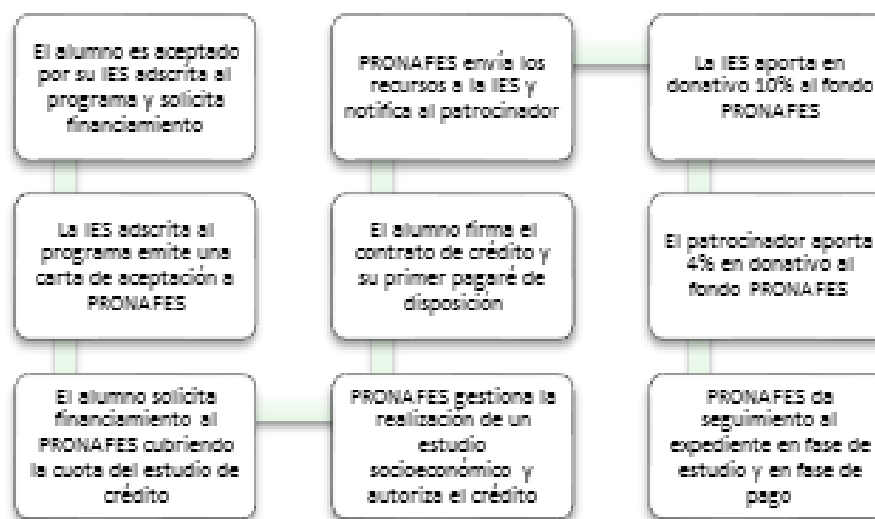 El alumno es aceptado
por su IES adscrita al
programa y solicita
financiamiento
La IES adscrita al
programa emite una
carta de aceptación a
PRONAFES
El alumno solicita
financiamiento al
PRONAFES cubriendo
la cuota del estudio de
crédito
PRONAFES gestiona la
realización de un
estudio
socioeconómico y
autoriza el crédito
El alumno firma el
contrato de crédito y
su primer pagaré de
disposición
PRONAFES envía los
recursos a la IES y
notifica al patrocinador
La IES aporta en
donativo 10% al fondo
PRONAFES
El patrocinador aporta
4% en donativo al
fondo PRONAFES
PRONAFES da
seguimiento al
expediente en fase de
estudio y en fase de
pago